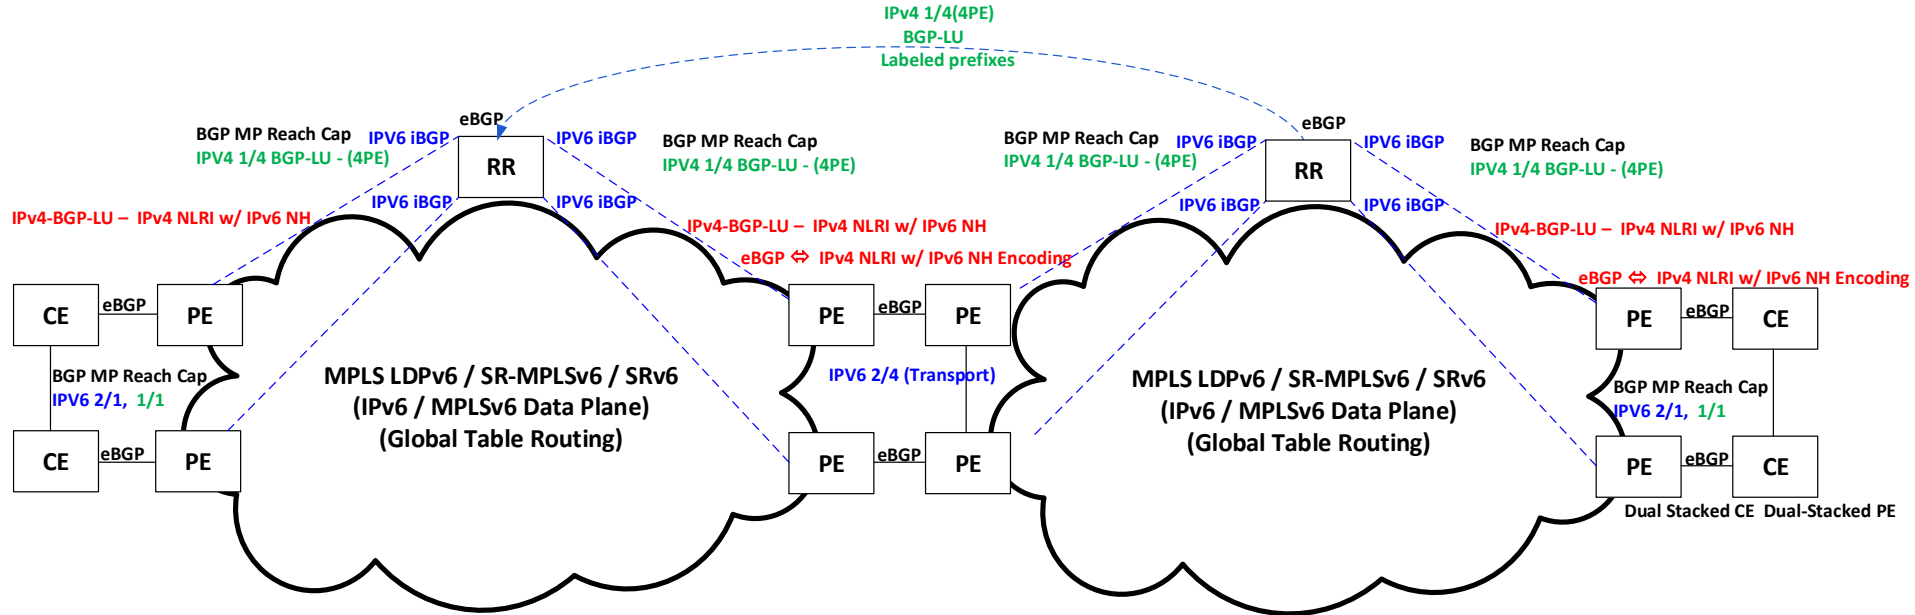 IPv4 1/4(4PE)
BGP-LU
Labeled prefixes
eBGP
eBGP
BGP MP Reach Cap
IPV4 1/4 BGP-LU - (4PE)
IPV6 iBGP
IPV6 iBGP
BGP MP Reach Cap
IPV4 1/4 BGP-LU - (4PE)
BGP MP Reach Cap
IPV4 1/4 BGP-LU - (4PE)
IPV6 iBGP
IPV6 iBGP
BGP MP Reach Cap
IPV4 1/4 BGP-LU - (4PE)
RR
RR
IPV6 iBGP
IPV6 iBGP
IPV6 iBGP
IPV6 iBGP
IPv4-BGP-LU – IPv4 NLRI w/ IPv6 NH
IPv4-BGP-LU – IPv4 NLRI w/ IPv6 NH
eBGP ⇔ IPv4 NLRI w/ IPv6 NH Encoding
IPv4-BGP-LU – IPv4 NLRI w/ IPv6 NH
eBGP ⇔ IPv4 NLRI w/ IPv6 NH Encoding
CE
eBGP
PE
PE
eBGP
PE
PE
eBGP
CE
BGP MP Reach Cap
IPV6 2/1, 1/1
MPLS LDPv6 / SR-MPLSv6 / SRv6
(IPv6 / MPLSv6 Data Plane)
(Global Table Routing)
IPV6 2/4 (Transport)
MPLS LDPv6 / SR-MPLSv6 / SRv6
(IPv6 / MPLSv6 Data Plane)
(Global Table Routing)
BGP MP Reach Cap
IPV6 2/1, 1/1
CE
eBGP
PE
PE
eBGP
PE
PE
eBGP
CE
Dual Stacked CE Dual-Stacked PE